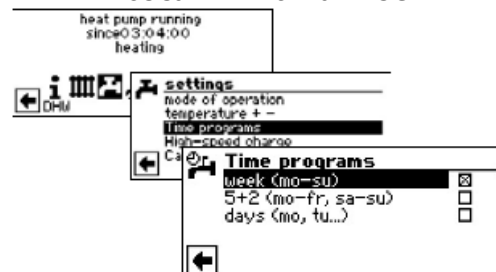 heat pump running
since03:04:00
heating
DHW
settings
mode of operation
temperature + -
Time programs
High-speed charge
Ca
Time programs
week (mo-su)
5+2 (mo-fr, sa-su)
days (mo, tu...)